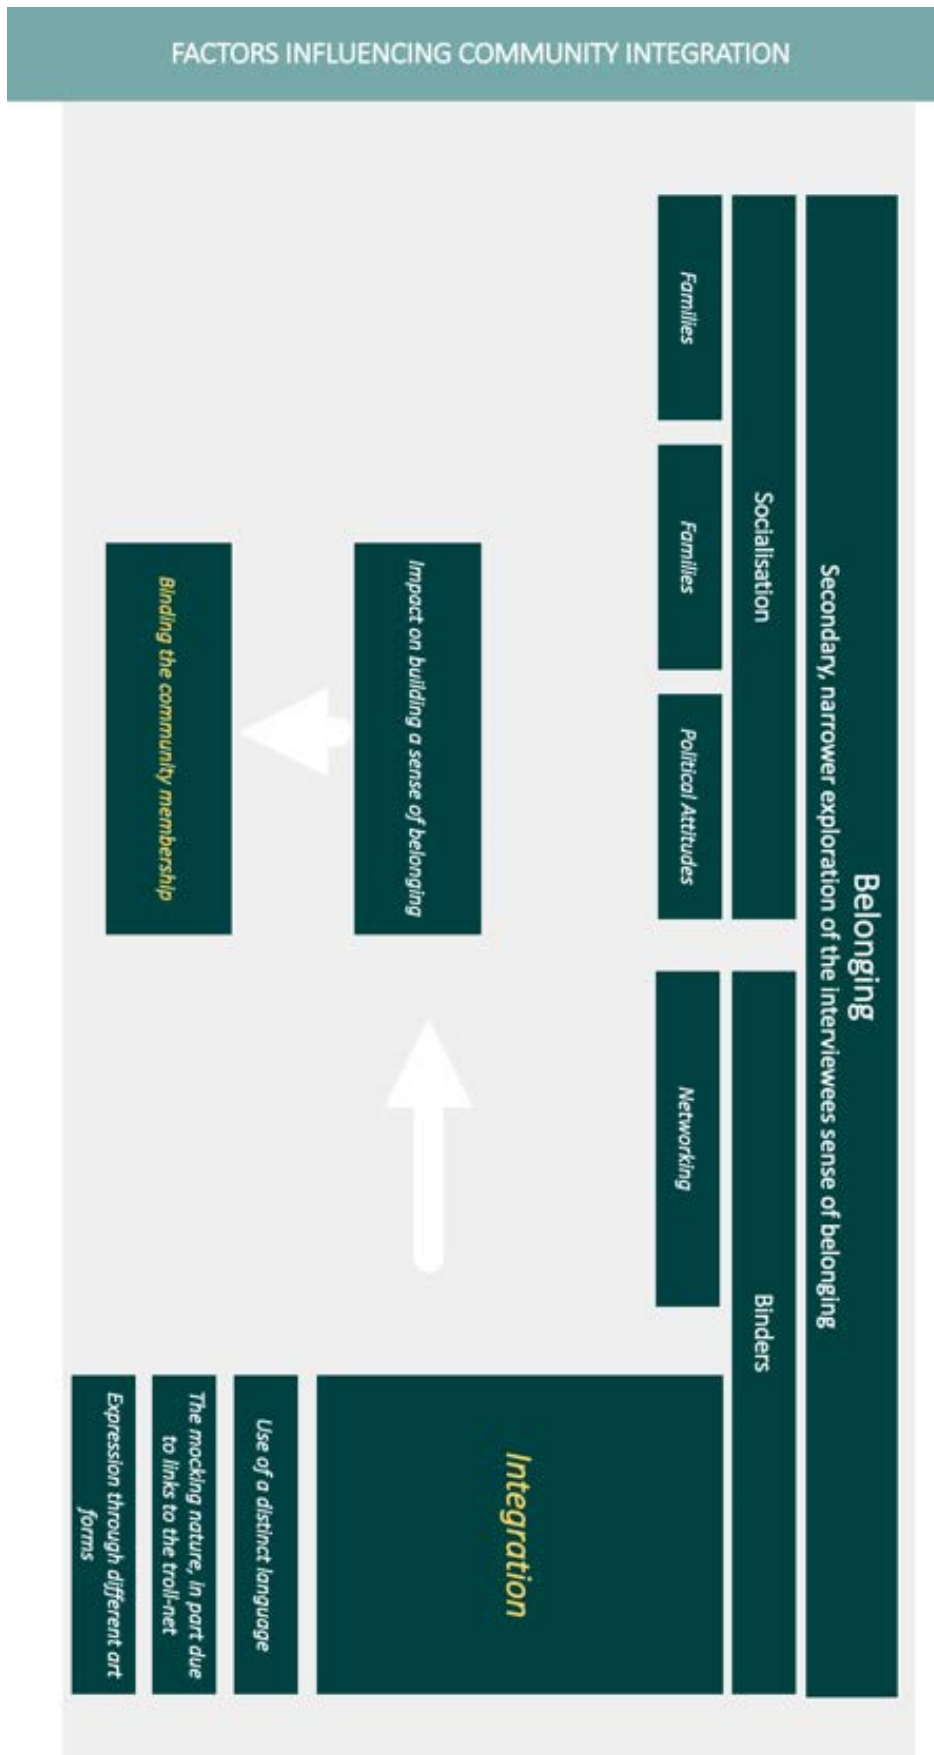 FACTORS INFLUENCING COMMUNITY INTEGRATION
Belonging
Secondary, narrower exploration of the interviewees sense of belonging
Socialisation
Binders
Families
Families
Political Attitudes
Networking
Integration
Impact on building a sense of belonging
Binding the community membership
Use of a distinct language
The mocking nature, in part due
to links to the troll-net
Expression through different art
forms